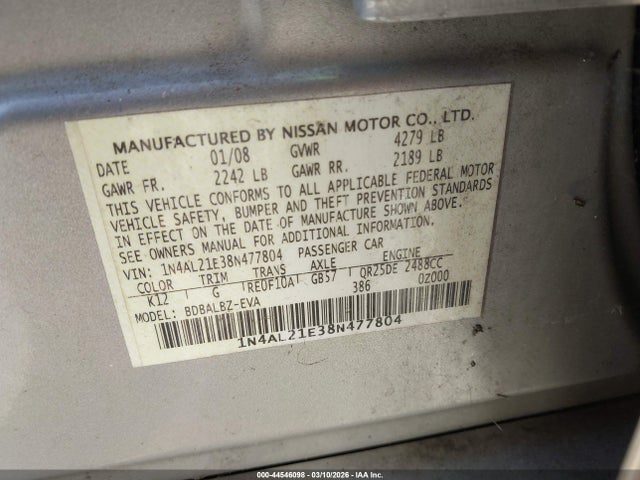 MANUFACTURED BY NISSAN MOTOR CO., LTD.
DATE 01/08 GVWR 4279 LB
GAWR FR. 2242 LB GAWR RR. 2189 LB
THIS VEHICLE CONFORMS TO ALL APPLICABLE FEDERAL MOTOR
VEHICLE SAFETY, BUMPER AND THEFT PREVENTION STANDARDS
IN EFFECT ON THE DATE OF MANUFACTURE SHOWN ABOVE.
SEE OWNERS MANUAL FOR ADDITIONAL INFORMATION.
VIN: 1N4AL21E38N477804 PASSENGER CAR
COLOR TRIM TRANS AXLE ENGINE
K12 G RE0F10A GB57 QR25DE 2488CC
MODEL: BDBALBZ-EVA 386 0Z000
1N4AL21E38N477804
000-44546098 — 03/10/2026 — IAA Inc.